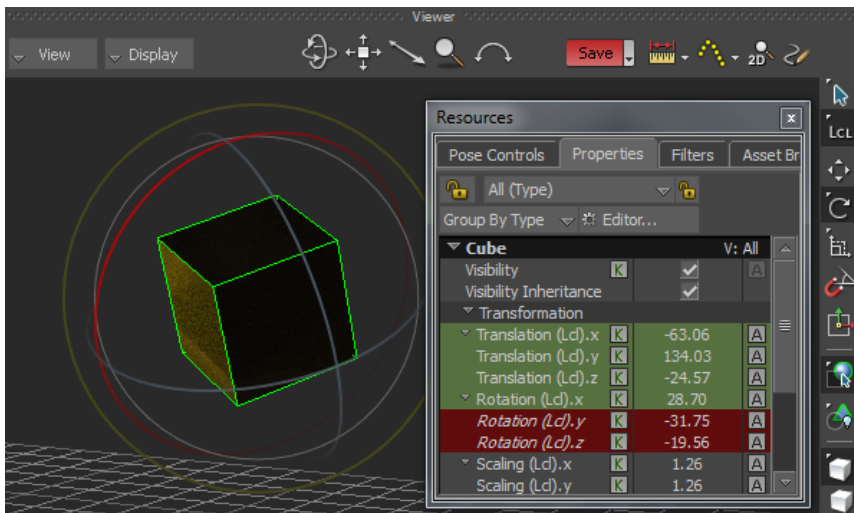 Viewer
View Display Save 2D
Resources x
LCL
Pose Controls Properties Filters Asset Br
All (Type)
Group By Type Editor...
Cube V: All
Visibility K A
Visibility Inheritance
Transformation
Translation (Lcl).x K -63.06 A
Translation (Lcl).y K 134.03 A
Translation (Lcl).z K -24.57 A
Rotation (Lcl).x K 28.70 A
Rotation (Lcl).y K -31.75 A
Rotation (Lcl).z K -19.56 A
Scaling (Lcl).x K 1.26 A
Scaling (Lcl).y K 1.26 A